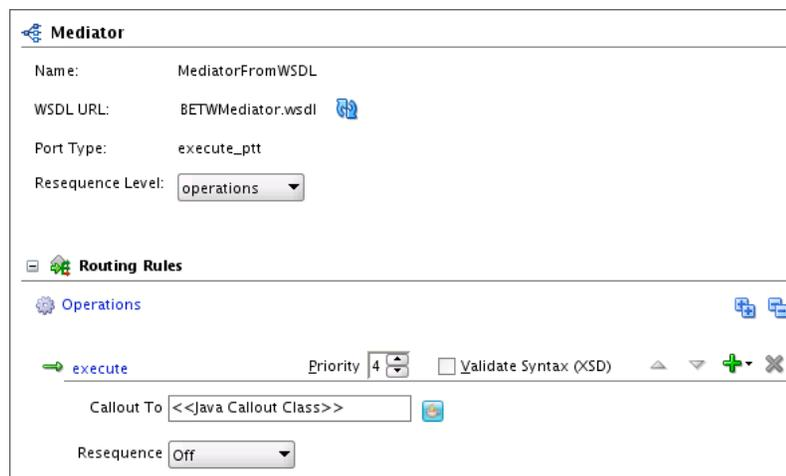 Mediator
Name: MediatorFromWSDL
WSDL URL: BETWMediator.wsdl
Port Type: execute_ptt
Resequence Level: operations
Routing Rules
Operations
execute Priority 4 Validate Syntax (XSD)
Callout To <<Java Callout Class>>
Resequence Off